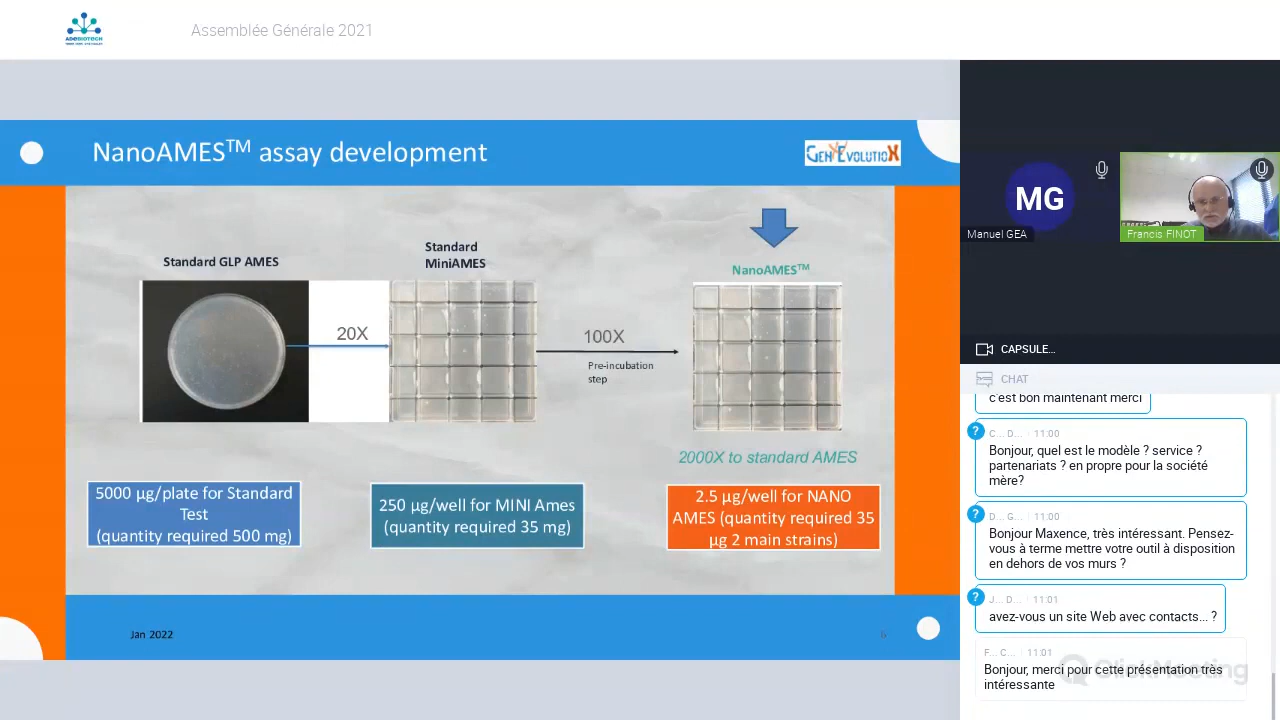 ADEBIOTECH
Assemblée Générale 2021
NanoAMES™ assay development
GenEvolutioX
Standard GLP AMES
Standard
MiniAMES
NanoAMES™
20X
100X
Pre-incubation
step
2000X to standard AMES
5000 µg/plate for Standard
Test
(quantity required 500 mg)
250 µg/well for MINI Ames
(quantity required 35 mg)
2.5 µg/well for NANO
AMES (quantity required 35
µg 2 main strains)
Jan 2022
MG
Manuel GEA
Francis FINOT
CAPSULE...
CHAT
c'est bon maintenant merci
?
C... D... 11:00
Bonjour, quel est le modèle ? service ?
partenariats ? en propre pour la société
mère?
?
D... G... 11:00
Bonjour Maxence, très intéressant. Pensez-
vous à terme mettre votre outil à disposition
en dehors de vos murs ?
?
J... D... 11:01
avez-vous un site Web avec contacts... ?
F... C... 11:01
Bonjour, merci pour cette présentation très
intéressante
ClickMeeting